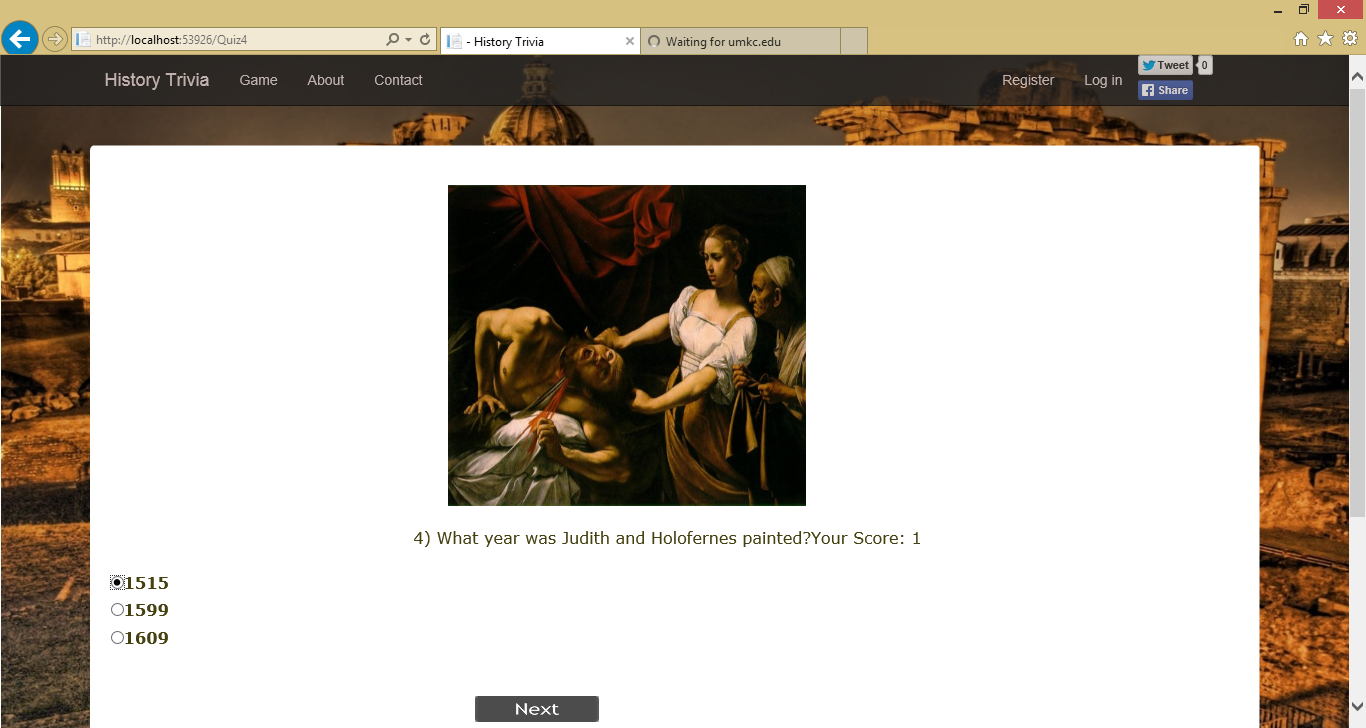 http://localhost:53926/Quiz4
- History Trivia
Waiting for umkc.edu
History Trivia Game About Contact Register Log in
Tweet 0
Share
4) What year was Judith and Holofernes painted?Your Score: 1
1515
1599
1609
Next